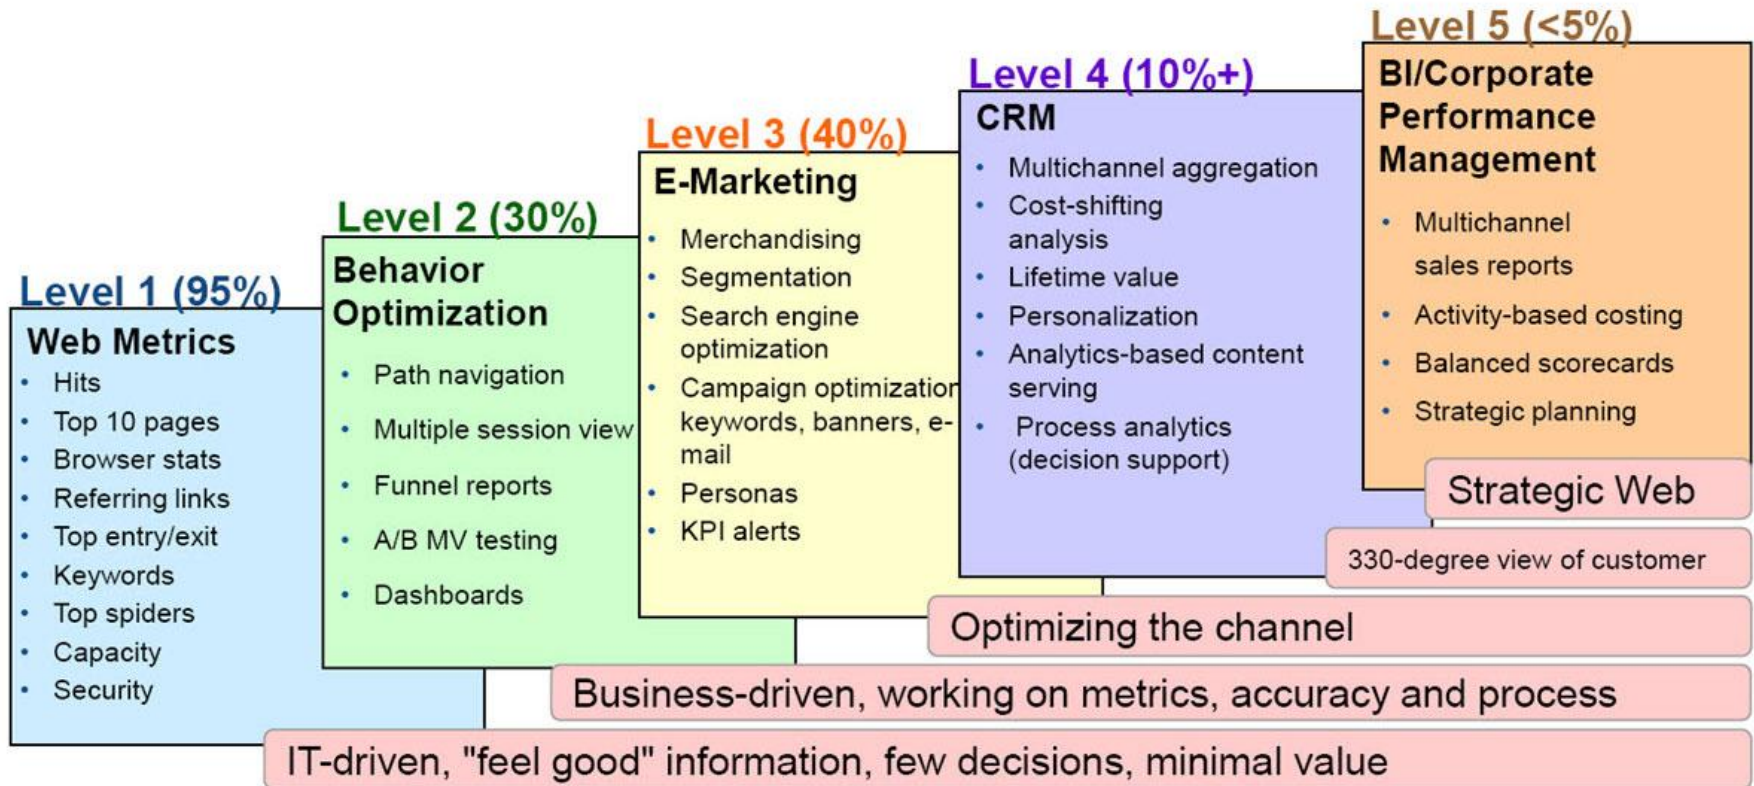 Level 1 (95%)
Web Metrics
• Hits
• Top 10 pages
• Browser stats
• Referring links
• Top entry/exit
• Keywords
• Top spiders
• Capacity
• Security
Level 2 (30%)
Behavior
Optimization
• Path navigation
• Multiple session view
• Funnel reports
• A/B MV testing
• Dashboards
Level 3 (40%)
E-Marketing
• Merchandising
• Segmentation
• Search engine
optimization
• Campaign optimization
keywords, banners, e-
mail
• Personas
• KPI alerts
Level 4 (10%+)
CRM
• Multichannel aggregation
• Cost-shifting
analysis
• Lifetime value
• Personalization
• Analytics-based content
serving
• Process analytics
(decision support)
Level 5 (<5%)
BI/Corporate
Performance
Management
• Multichannel
sales reports
• Activity-based costing
• Balanced scorecards
• Strategic planning
Strategic Web
330-degree view of customer
Optimizing the channel
Business-driven, working on metrics, accuracy and process
IT-driven, "feel good" information, few decisions, minimal value